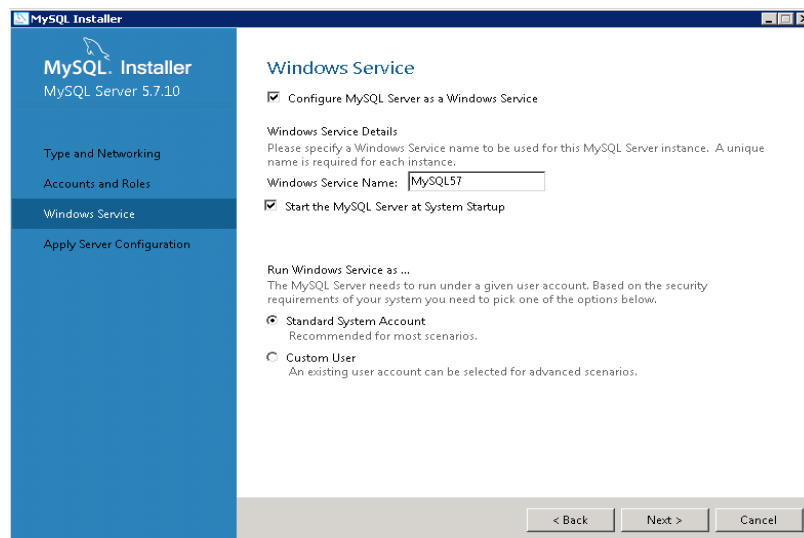 MySQL Installer
MySQL. Installer
MySQL Server 5.7.10
Type and Networking
Accounts and Roles
Windows Service
Apply Server Configuration
Windows Service
Configure MySQL Server as a Windows Service
Windows Service Details
Please specify a Windows Service name to be used for this MySQL Server instance. A unique
name is required for each instance.
Windows Service Name: MySQL57
Start the MySQL Server at System Startup
Run Windows Service as ...
The MySQL Server needs to run under a given user account. Based on the security
requirements of your system you need to pick one of the options below.
Standard System Account
Recommended for most scenarios.
Custom User
An existing user account can be selected for advanced scenarios.
< Back Next > Cancel